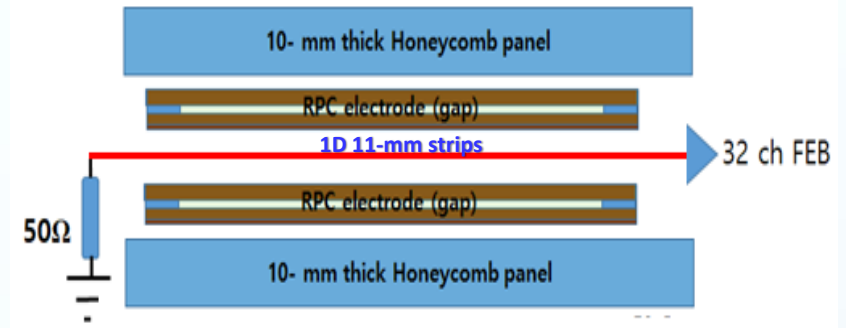 10- mm thick Honeycomb panel
RPC electrode (gap)
1D 11-mm strips
32 ch FEB
RPC electrode (gap)
50Ω
10- mm thick Honeycomb panel